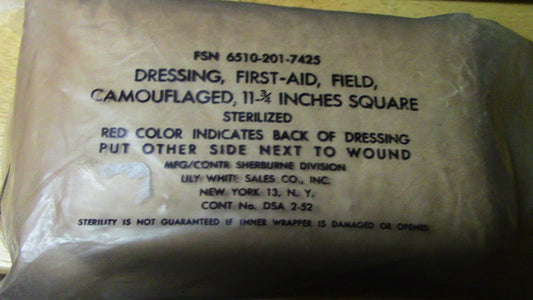 FSN 6510-201-7425
DRESSING, FIRST-AID, FIELD,
CAMOUFLAGED, 11-¾ INCHES SQUARE
STERILIZED
RED COLOR INDICATES BACK OF DRESSING
PUT OTHER SIDE NEXT TO WOUND
MFG/CONTR SHERBURNE DIVISION
LILY WHITE SALES CO., INC.
NEW YORK 13, N. Y.
CONT No. DSA 2-52
STERILITY IS NOT GUARANTEED IF INNER WRAPPER IS DAMAGED OR OPENED